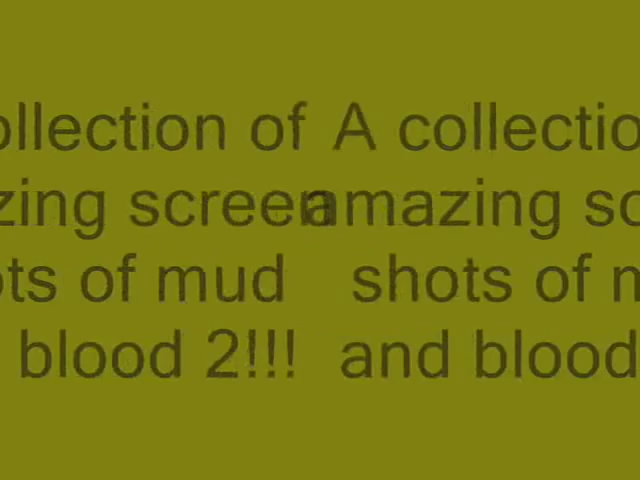 ollection of A collectio
zing screen amazing sc
ots of mud shots of m
blood 2!!! and blood